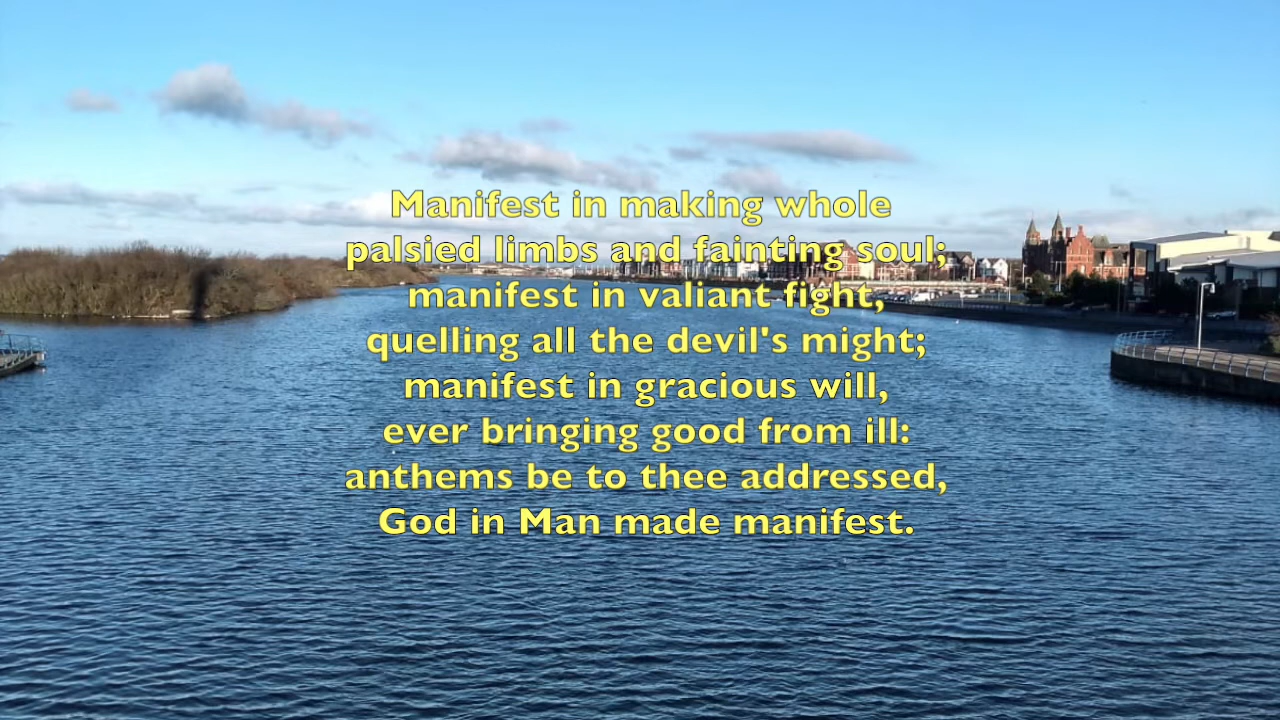 Manifest in making whole
palsied limbs and fainting soul;
manifest in valiant fight,
quelling all the devil's might;
manifest in gracious will,
ever bringing good from ill:
anthems be to thee addressed,
God in Man made manifest.